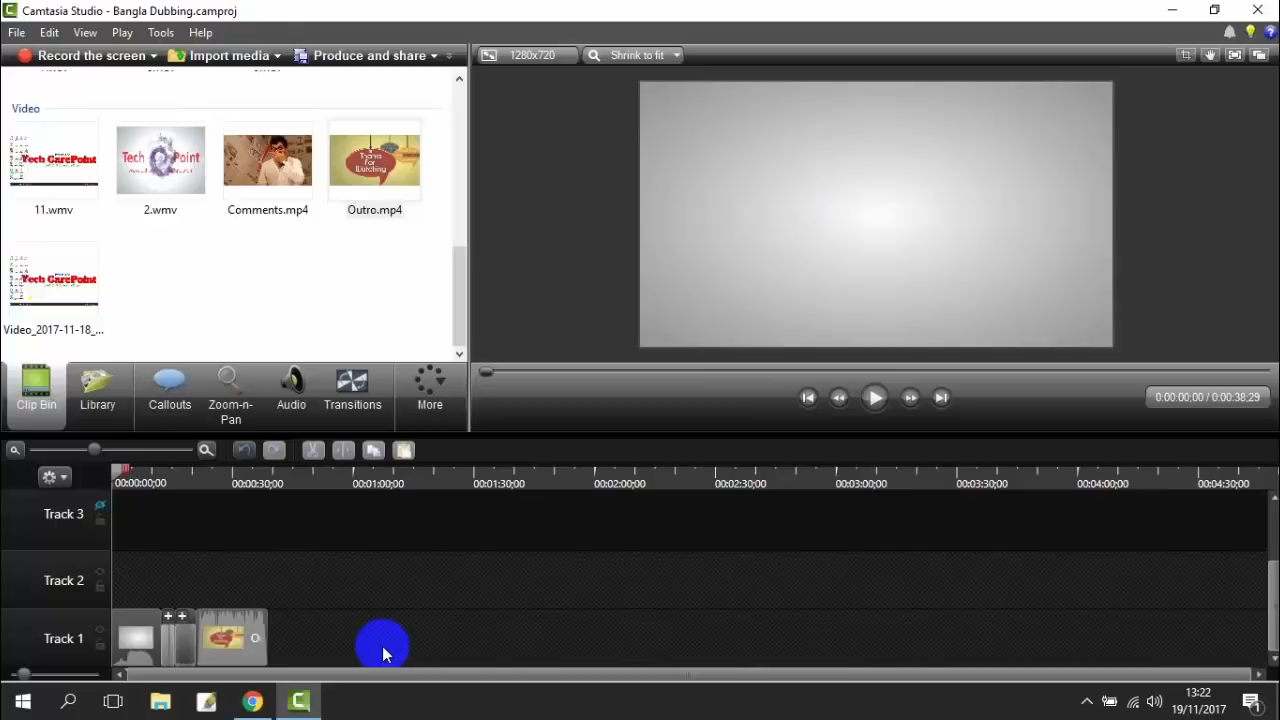 Camtasia Studio - Bangla Dubbing.camproj
File Edit View Play Tools Help
Record the screen Import media Produce and share
1280x720 Shrink to fit
Video
Tech CarePoint
Tech Point
Thanks
For
Watching
11.wmv 2.wmv Comments.mp4 Outro.mp4
Tech CarePoint
Video_2017-11-18_...
Clip Bin Library Callouts Zoom-n-Pan Audio Transitions More
0:00:00;00 / 0:00:38;29
00:00:00;00 00:00:30;00 00:01:00;00 00:01:30;00 00:02:00;00 00:02:30;00 00:03:00;00 00:03:30;00 00:04:00;00 00:04:30;00
Track 3
Track 2
Track 1
13:22
19/11/2017